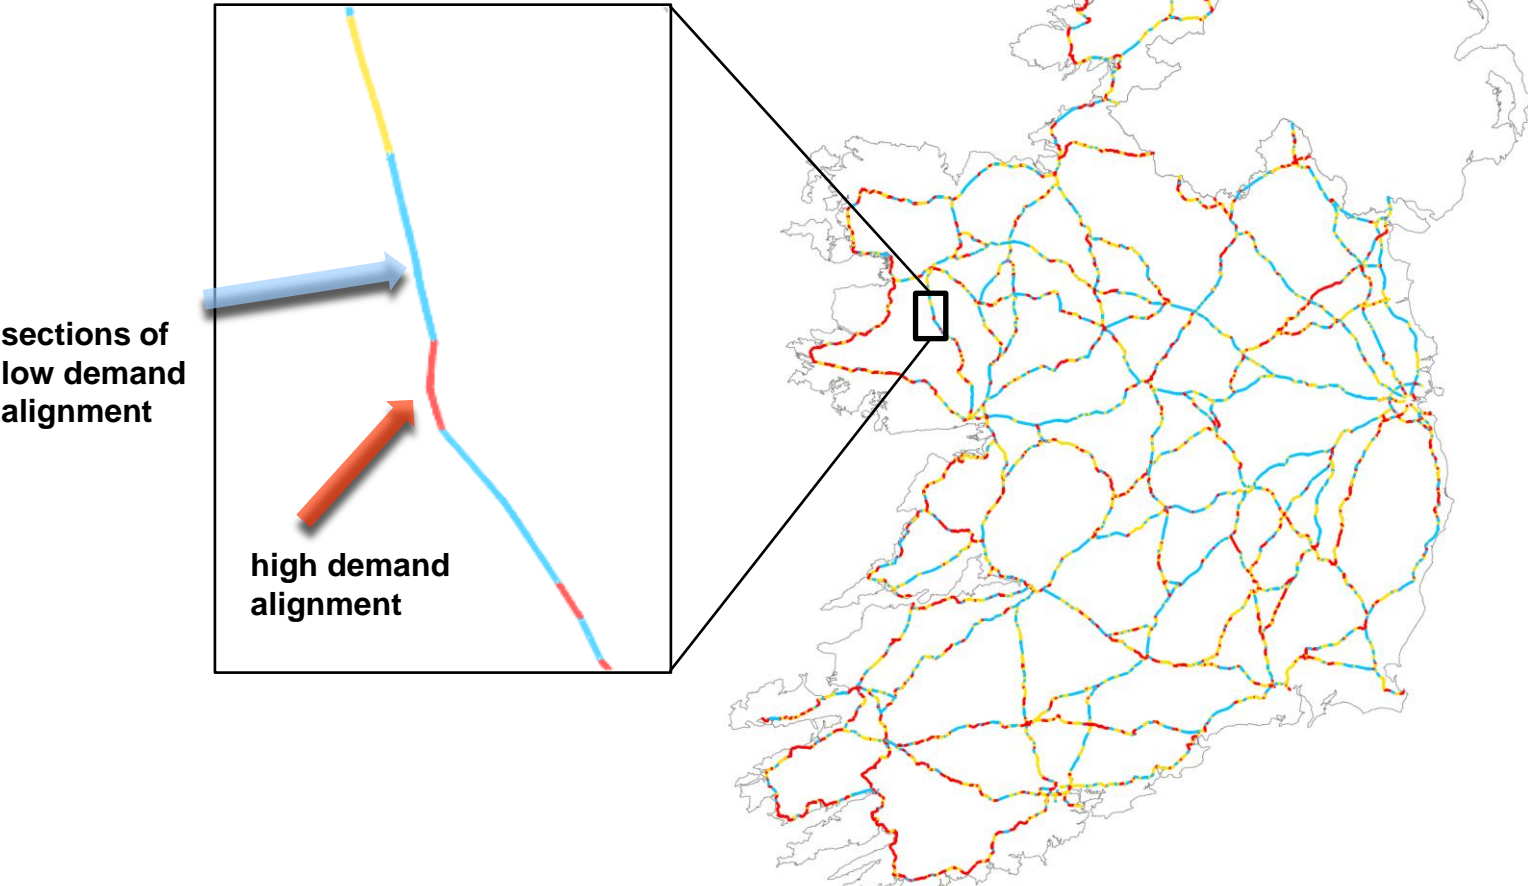 sections of
low demand
alignment
high demand
alignment